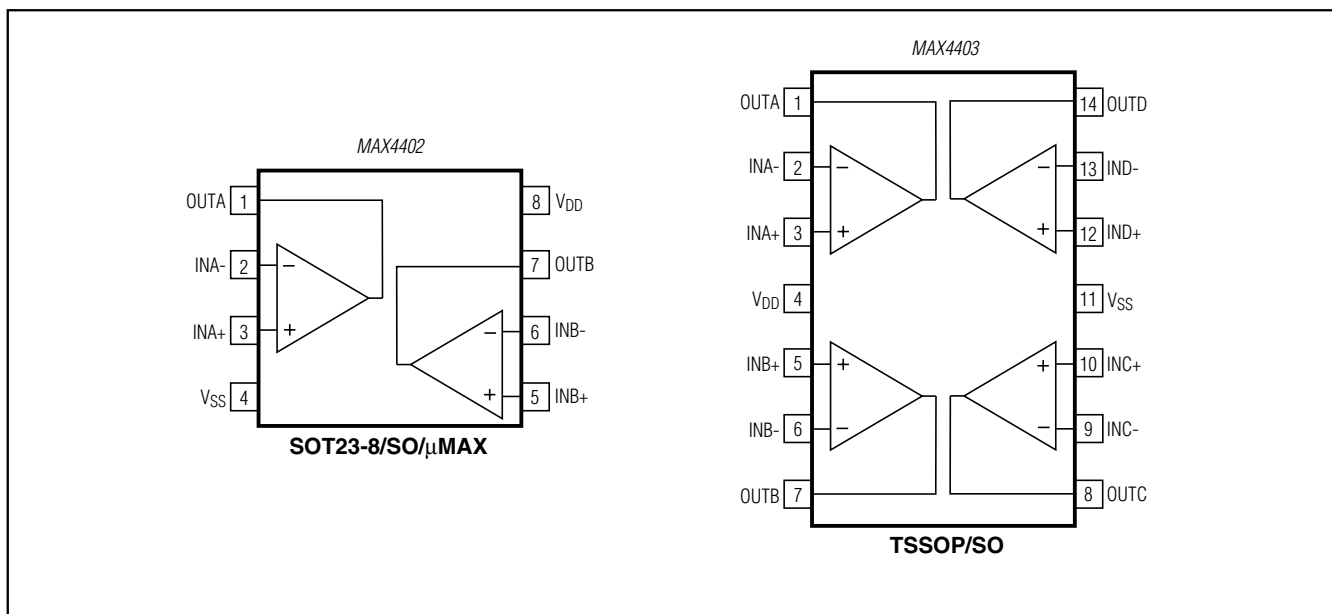 MAX4402
OUTA 1
8 VDD
INA- 2
7 OUTB
INA+ 3
6 INB-
VSS 4
5 INB+
− +
− +
SOT23-8/SO/μMAX
MAX4403
OUTA 1
14 OUTD
INA- 2 −
− 13 IND-
INA+ 3 +
+ 12 IND+
VDD 4
11 VSS
INB+ 5 +
+ 10 INC+
INB- 6 −
− 9 INC-
OUTB 7
8 OUTC
TSSOP/SO